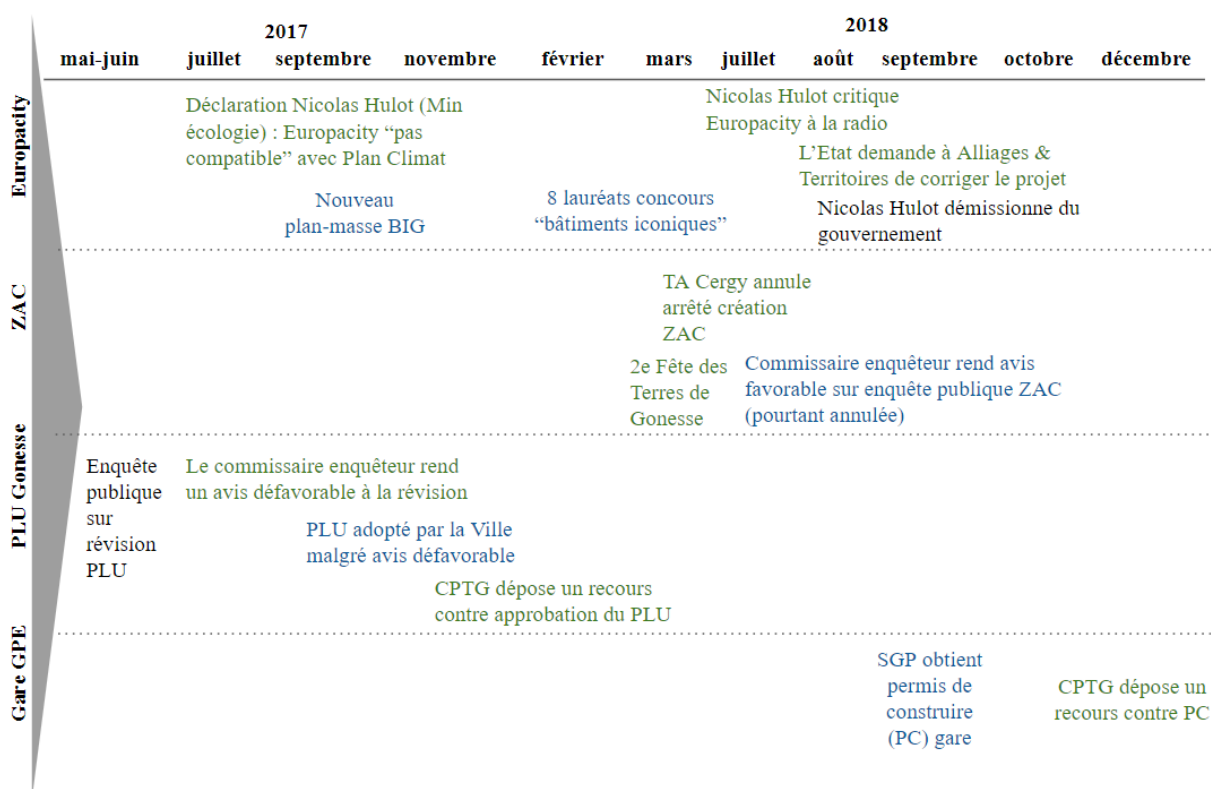 2017
2018
mai-juin juillet septembre novembre février mars juillet août septembre octobre décembre
Europacity
Déclaration Nicolas Hulot (Min
écologie) : Europacity “pas
compatible” avec Plan Climat
Nouveau
plan-masse BIG
8 lauréats concours
“bâtiments iconiques”
Nicolas Hulot critique
Europacity à la radio
L’Etat demande à Alliages &
Territoires de corriger le projet
Nicolas Hulot démissionne du
gouvernement
ZAC
TA Cergy annule
arrêté création
ZAC
2e Fête des
Terres de
Gonesse
Commissaire enquêteur rend avis
favorable sur enquête publique ZAC
(pourtant annulée)
PLU Gonesse
Enquête
publique
sur
révision
PLU
Le commissaire enquêteur rend
un avis défavorable à la révision
PLU adopté par la Ville
malgré avis défavorable
CPTG dépose un recours
contre approbation du PLU
Gare GPE
SGP obtient
permis de
construire
(PC) gare
CPTG dépose un
recours contre PC